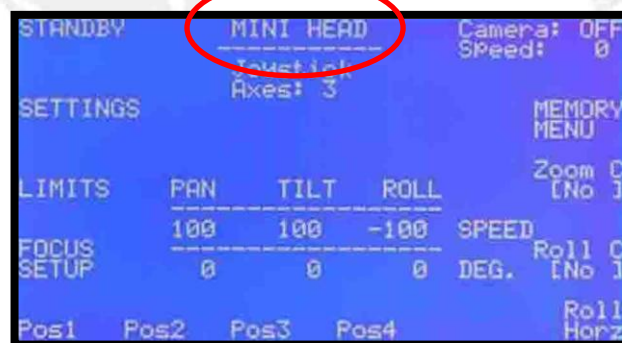 STANDBY MINI HEAD Camera: OFF
Speed: 0
Joystick
Axes: 3
SETTINGS MEMORY
MENU
Zoom C
LIMITS PAN TILT ROLL [No ]
100 100 -100 SPEED
FOCUS Roll C
SETUP 0 0 0 DEG. [No ]
Roll
Pos1 Pos2 Pos3 Pos4 Horz